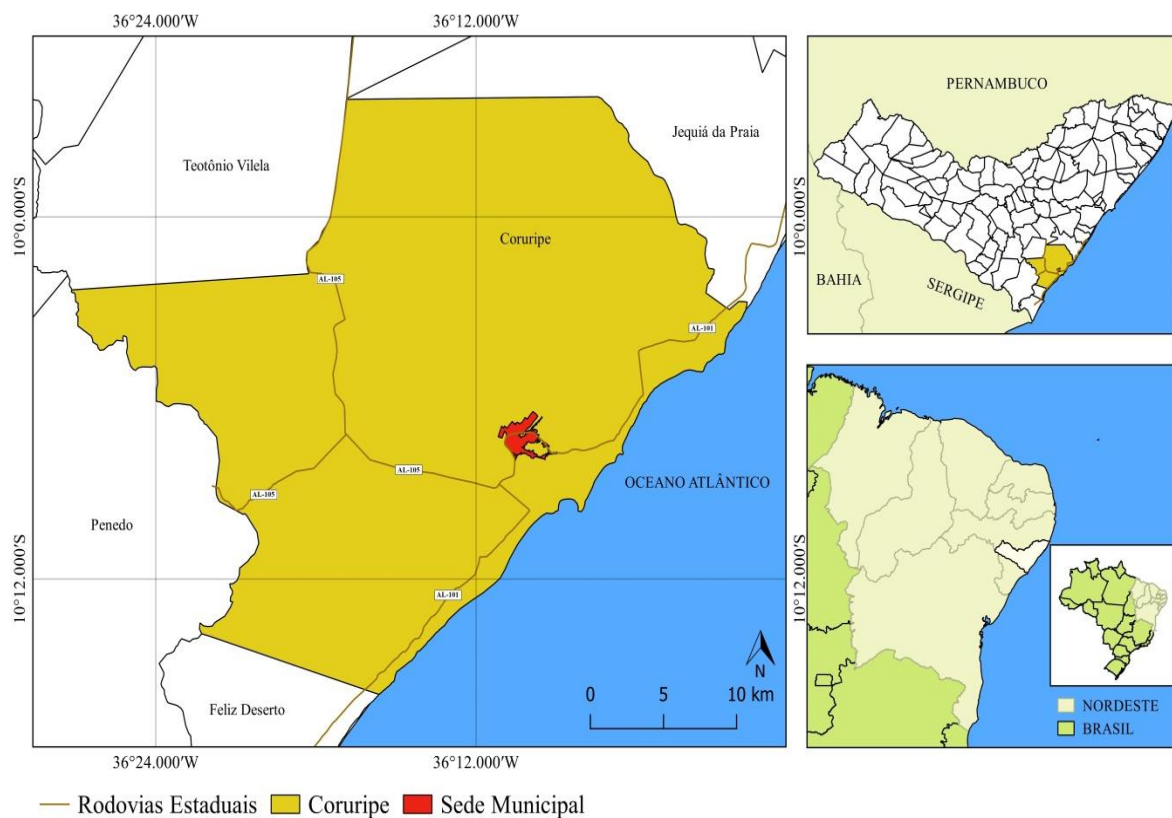 36°24.000′W
36°12.000′W
10°0.000′S
10°12.000′S
Teotônio Vilela
Jequiá da Praia
Coruripe
AL-105
AL-101
AL-105
AL-105
OCEANO ATLÂNTICO
Penedo
AL-101
Feliz Deserto
N
0 5 10 km
36°24.000′W
36°12.000′W
PERNAMBUCO
BAHIA
SERGIPE
10°0.000′S
10°12.000′S
NORDESTE
BRASIL
Rodovias Estaduais Coruripe Sede Municipal